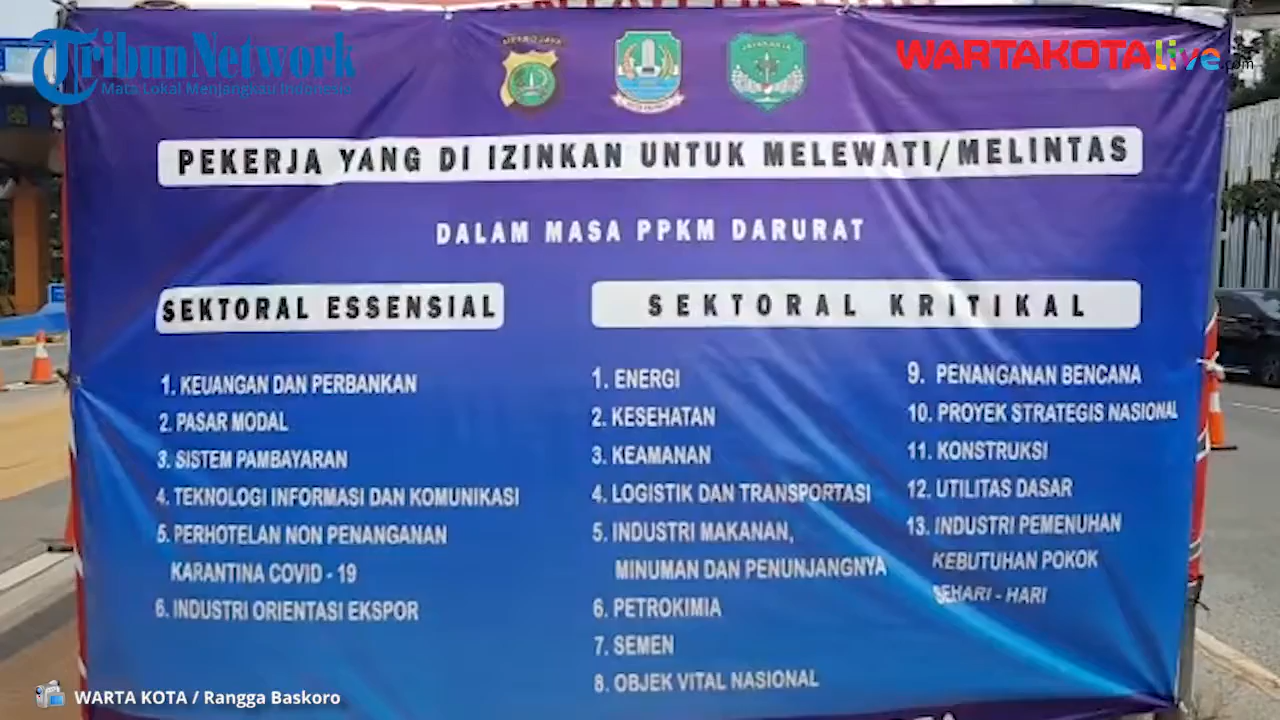 TribunNetwork
Mata Lokal Menjangkau Indonesia
WARTAKOTAlive.com
PEKERJA YANG DI IZINKAN UNTUK MELEWATI/MELINTAS
DALAM MASA PPKM DARURAT
SEKTORAL ESSENSIAL
1. KEUANGAN DAN PERBANKAN
2. PASAR MODAL
3. SISTEM PAMBAYARAN
4. TEKNOLOGI INFORMASI DAN KOMUNIKASI
5. PERHOTELAN NON PENANGANAN
KARANTINA COVID - 19
6. INDUSTRI ORIENTASI EKSPOR
SEKTORAL KRITIKAL
1. ENERGI
2. KESEHATAN
3. KEAMANAN
4. LOGISTIK DAN TRANSPORTASI
5. INDUSTRI MAKANAN,
MINUMAN DAN PENUNJANGNYA
6. PETROKIMIA
7. SEMEN
8. OBJEK VITAL NASIONAL
9. PENANGANAN BENCANA
10. PROYEK STRATEGIS NASIONAL
11. KONSTRUKSI
12. UTILITAS DASAR
13. INDUSTRI PEMENUHAN
KEBUTUHAN POKOK
SEHARI - HARI
WARTA KOTA / Rangga Baskoro